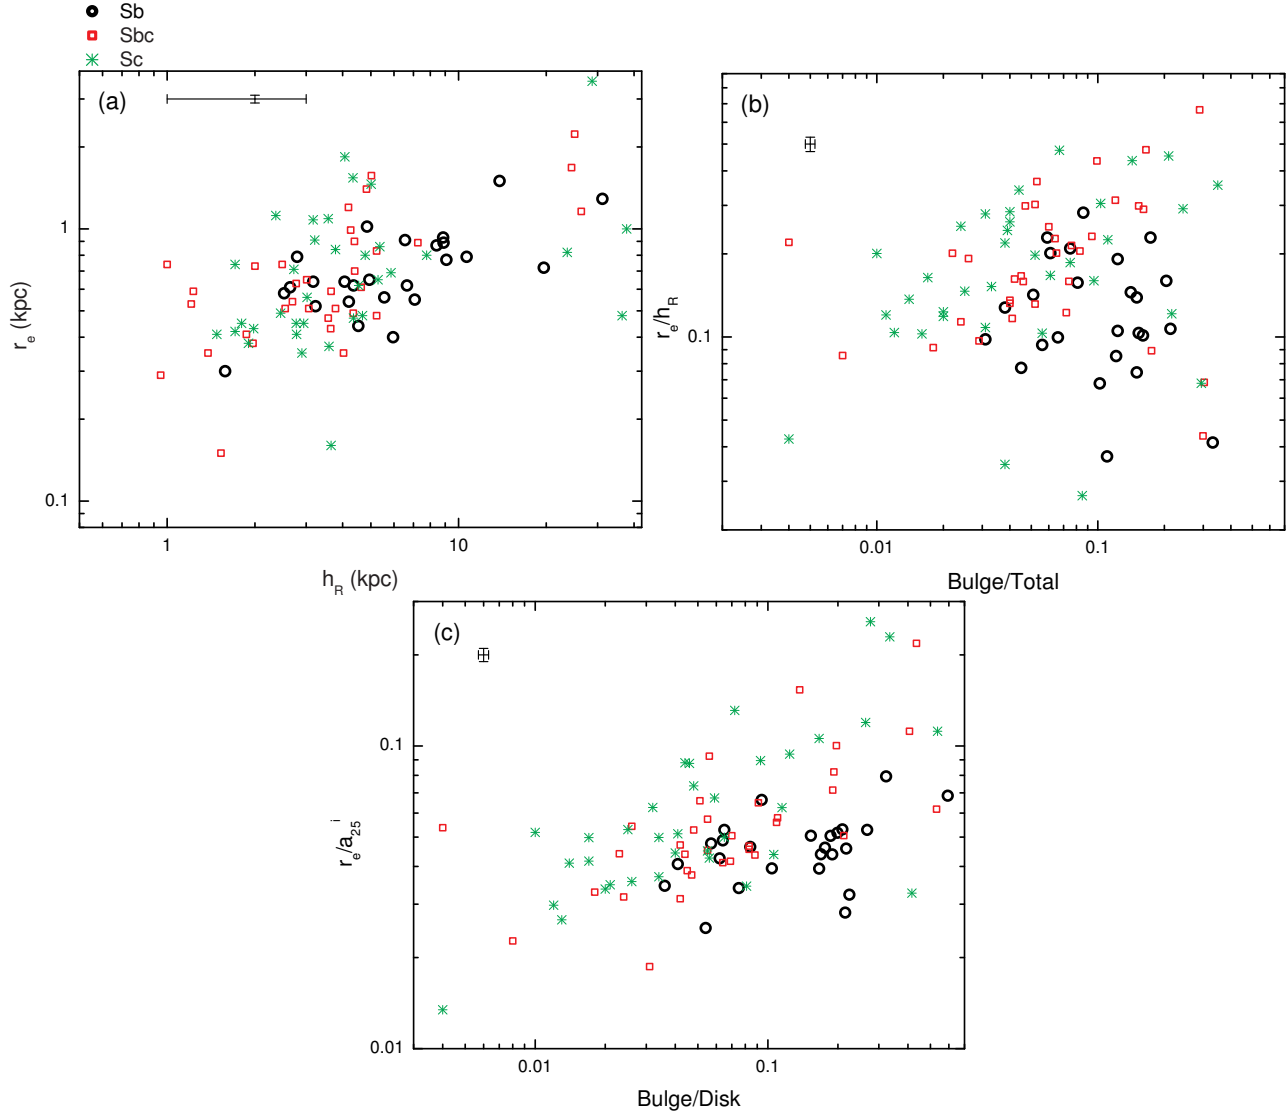 Sb
Sbc
Sc
(a)
1
0.1
r_e (kpc)
1
10
h_R (kpc)
(b)
0.1
r_e/h_R
0.01
0.1
Bulge/Total
(c)
0.1
0.01
r_e/a_25^i
0.01
0.1
Bulge/Disk